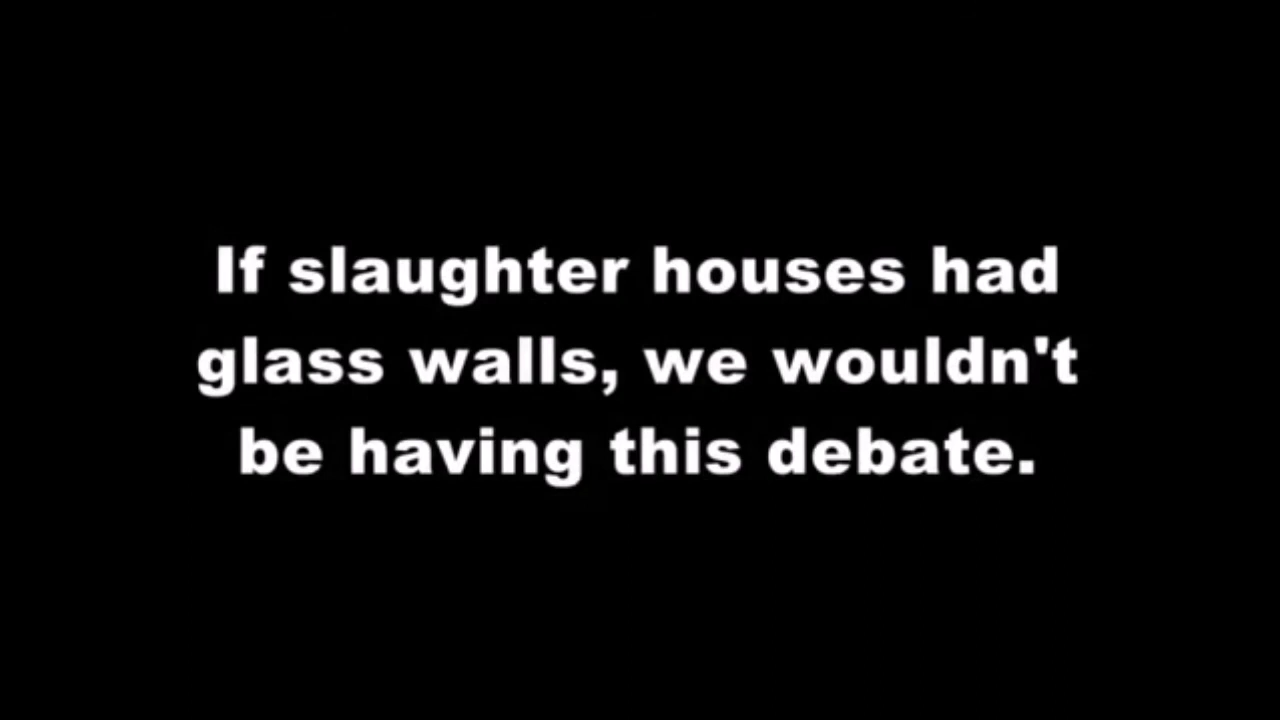 If slaughter houses had
glass walls, we wouldn't
be having this debate.